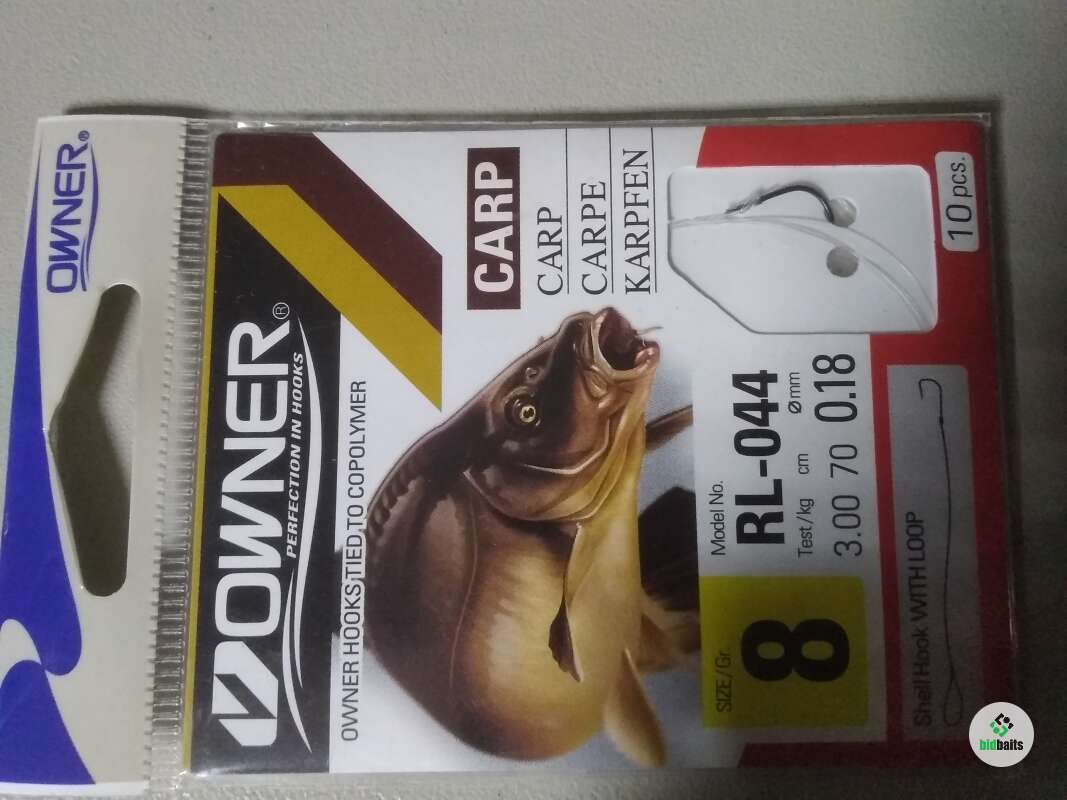 OWNER®
OWNER®
PERFECTION IN HOOKS
OWNER HOOKS TIED TO COPOLYMER
CARP
CARP
CARPE
KARPFEN
SIZE/Gr.
8
Model No.
RL-044
Test/kg cm Ømm
3.00 70 0.18
10 pcs.
Shell Hook WITH LOOP
bidbaits